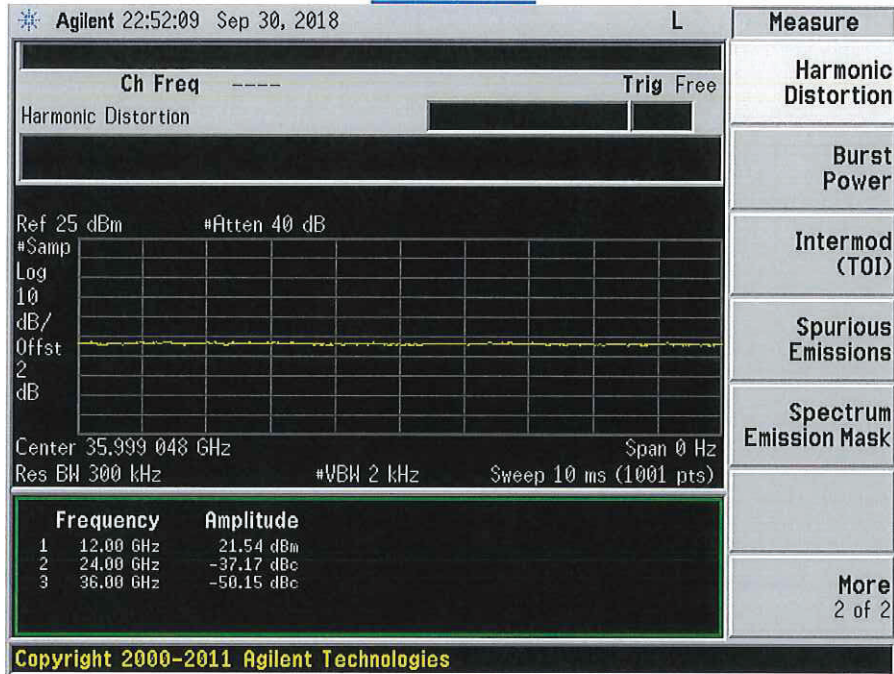 Agilent 22:52:09 Sep 30, 2018 L
Measure
Ch Freq ---- Trig Free
Harmonic Distortion
Harmonic
Distortion
Burst
Power
Ref 25 dBm #Atten 40 dB
#Samp
Log
10
dB/
Offst
2
dB
Intermod
(TOI)
Spurious
Emissions
Spectrum
Emission Mask
Center 35.999 048 GHz Span 0 Hz
Res BW 300 kHz #VBW 2 kHz Sweep 10 ms (1001 pts)
Frequency Amplitude
1 12.00 GHz 21.54 dBm
2 24.00 GHz -37.17 dBc
3 36.00 GHz -50.15 dBc
More
2 of 2
Copyright 2000-2011 Agilent Technologies